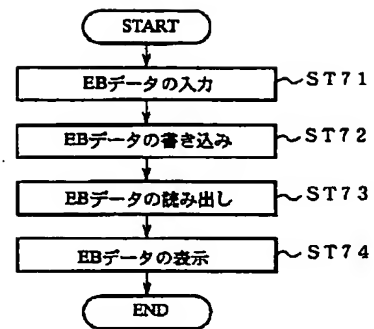 START
EBデータの入力 ST71
EBデータの書き込み ST72
EBデータの読み出し ST73
EBデータの表示 ST74
END